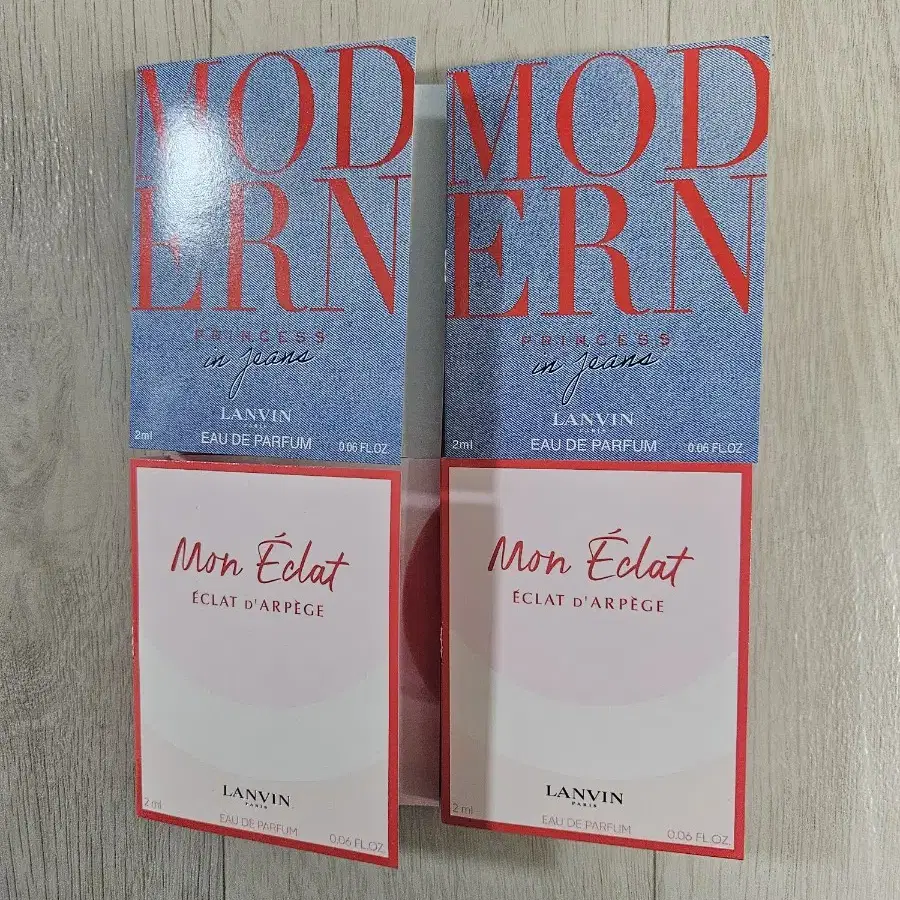 MOD
ERN
PRINCESS
in jeans
LANVIN
PARIS
2ml EAU DE PARFUM 0.06 FL.OZ.
MOD
ERN
PRINCESS
in jeans
LANVIN
2ml EAU DE PARFUM 0.06 FL.OZ.
Mon Éclat
ÉCLAT D'ARPÈGE
LANVIN
PARIS
2 ml EAU DE PARFUM 0.06 FL.OZ.
Mon Éclat
ÉCLAT D'ARPÈGE
LANVIN
PARIS
2 ml EAU DE PARFUM 0.06 FL.OZ.